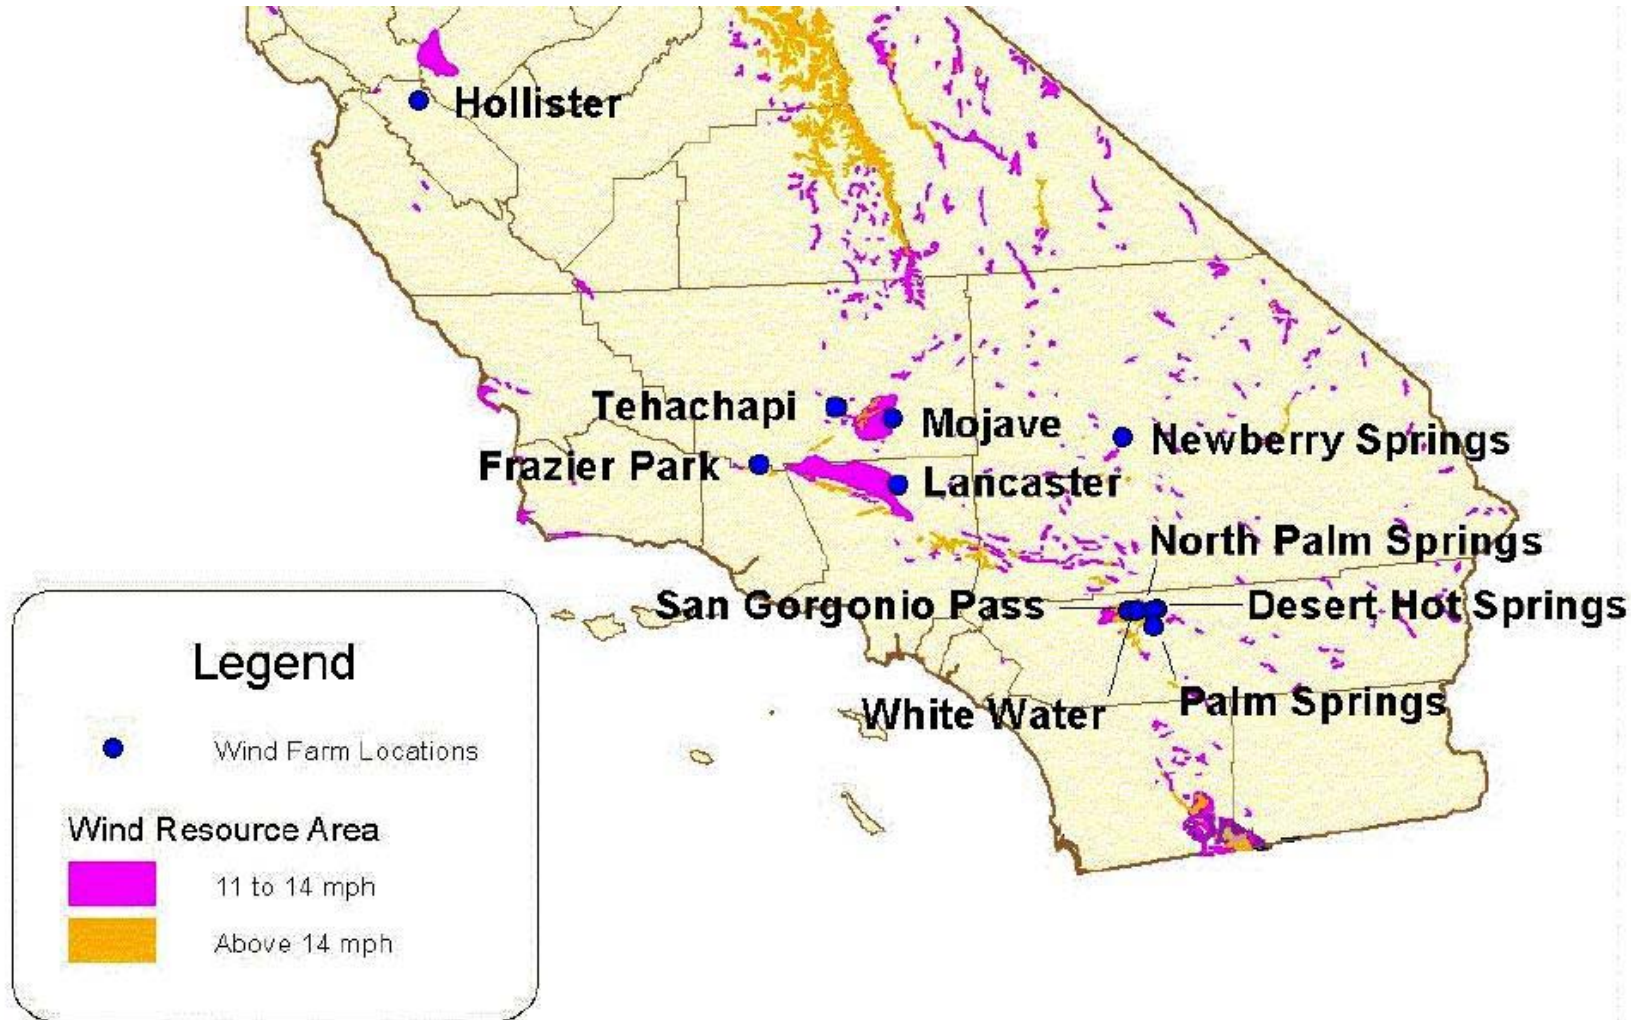 Hollister
Tehachapi
Mojave
Newberry Springs
Frazier Park
Lancaster
North Palm Springs
San Gorgonio Pass
Desert Hot Springs
White Water
Palm Springs
Legend
Wind Farm Locations
Wind Resource Area
11 to 14 mph
Above 14 mph